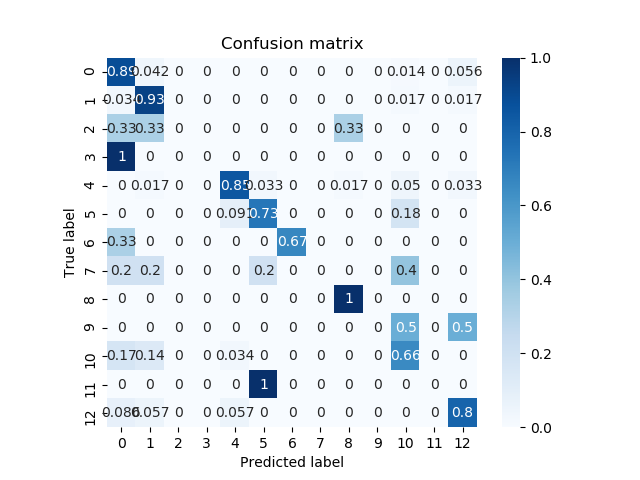 Confusion matrix
0 0.89 0.042 0 0 0 0 0 0 0 0 0.014 0 0.056
1 0.034 0.93 0 0 0 0 0 0 0 0 0.017 0 0.017
2 0.33 0.33 0 0 0 0 0 0 0.33 0 0 0 0
3 1 0 0 0 0 0 0 0 0 0 0 0 0
4 0 0.017 0 0 0.85 0.033 0 0 0.017 0 0.05 0 0.033
5 0 0 0 0 0.091 0.73 0 0 0 0 0.18 0 0
6 0.33 0 0 0 0 0 0.67 0 0 0 0 0 0
7 0.2 0.2 0 0 0 0.2 0 0 0 0 0.4 0 0
8 0 0 0 0 0 0 0 0 1 0 0 0 0
9 0 0 0 0 0 0 0 0 0 0 0.5 0 0.5
10 0.17 0.14 0 0 0.034 0 0 0 0 0 0.66 0 0
11 0 0 0 0 0 1 0 0 0 0 0 0 0
12 0.086 0.057 0 0 0.057 0 0 0 0 0 0 0 0.8
0 1 2 3 4 5 6 7 8 9 10 11 12
Predicted label
True label
1.0
0.8
0.6
0.4
0.2
0.0